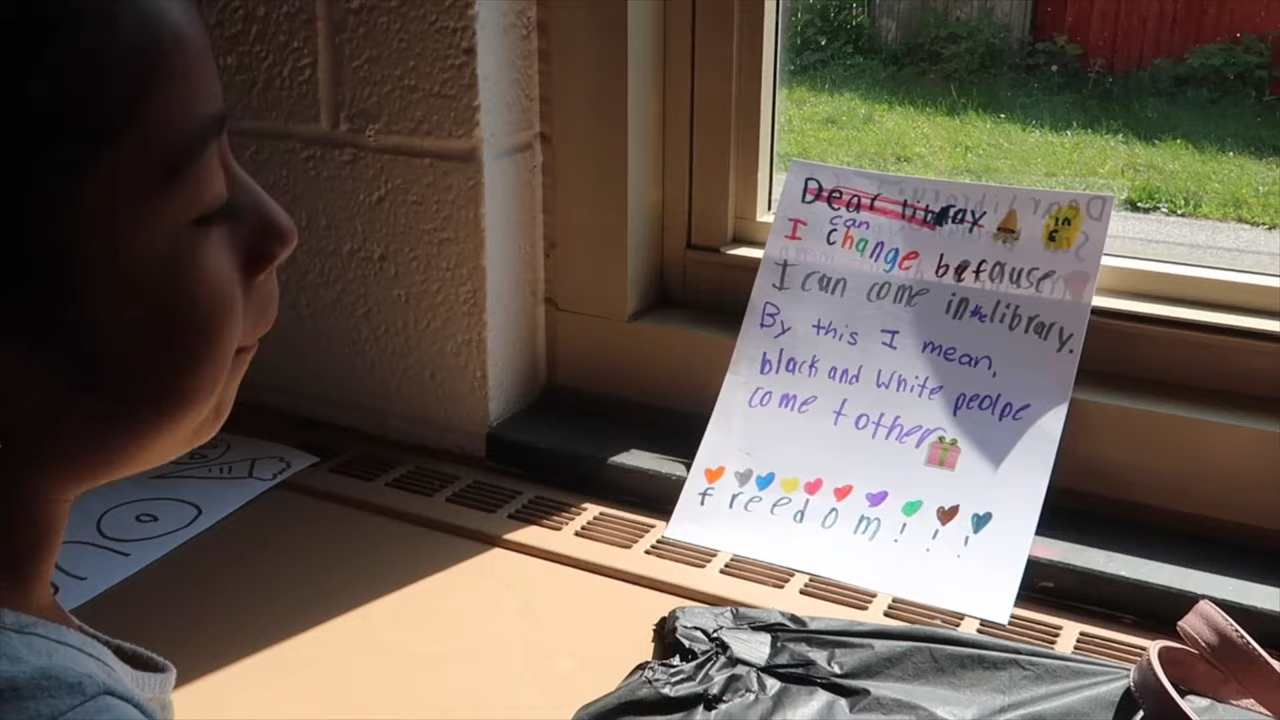 Dear library
can
I change because
I can come in the library.
By this I mean,
black and white peolpe
come tother
freedom!!!